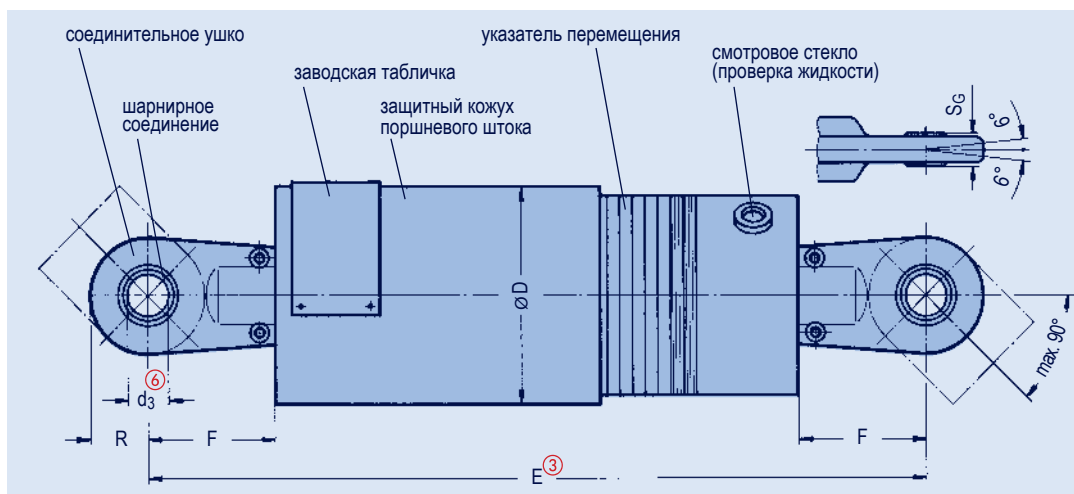 соединительное ушко
указатель перемещения
смотровое стекло
(проверка жидкости)
заводская табличка
шарнирное
соединение
защитный кожух
поршневого штока
SG
6°
6°
ØD
max. 90°
6
d3
R
F
F
E 3